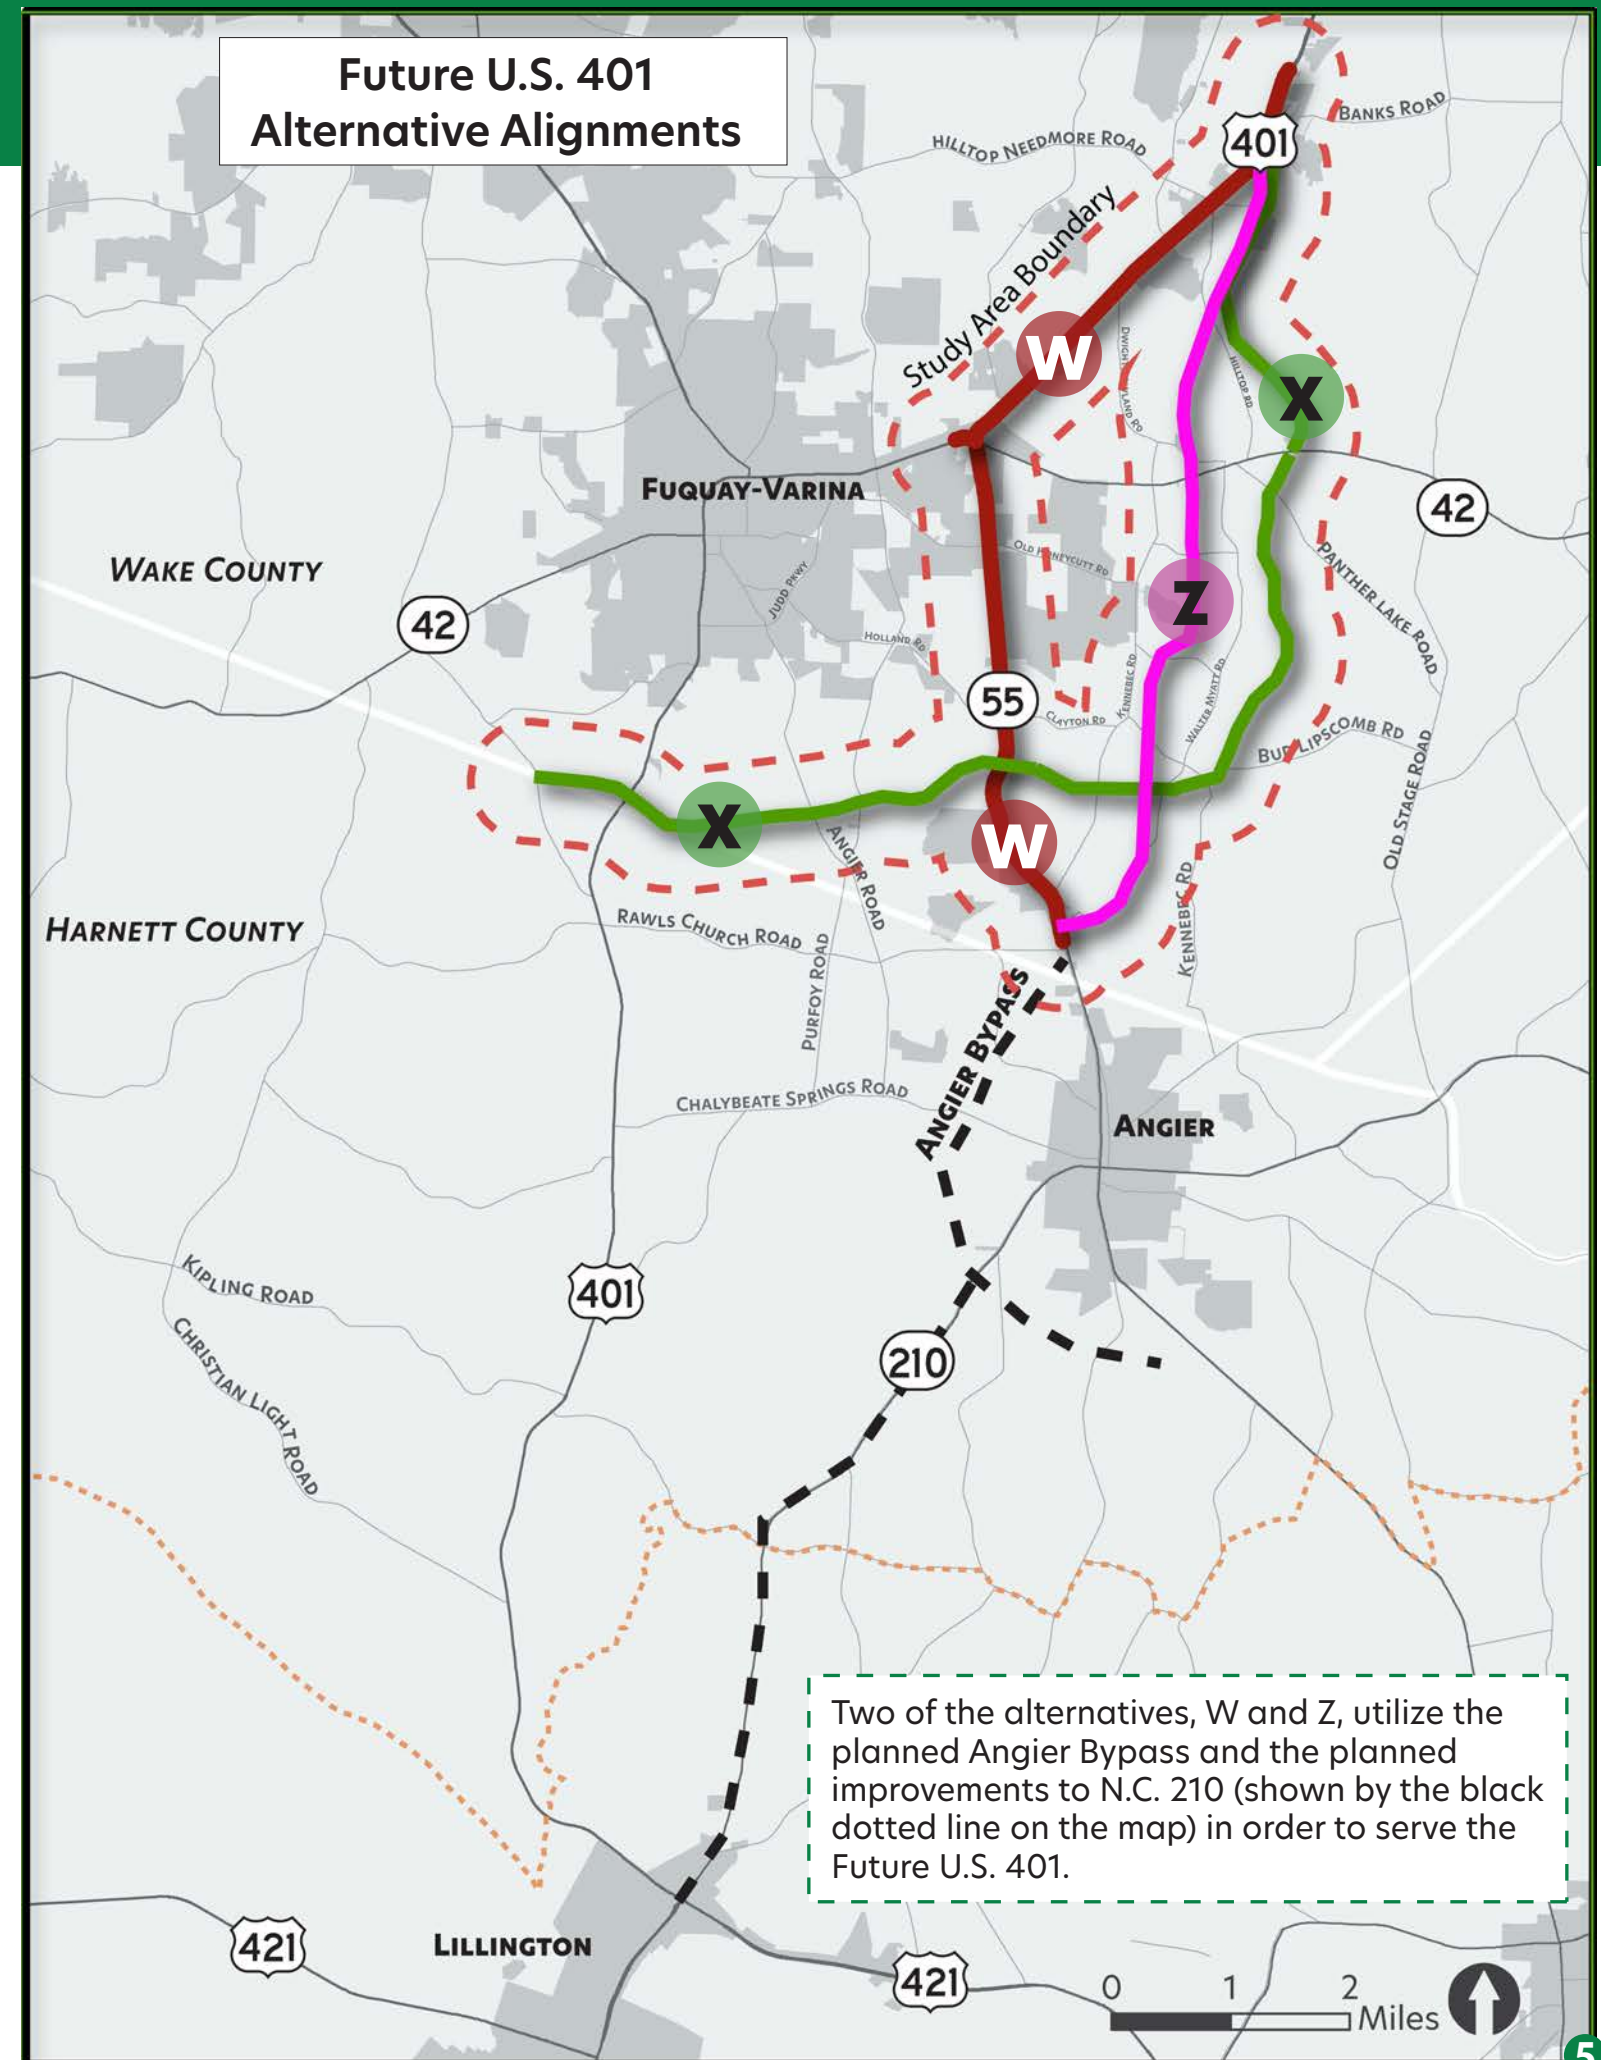 Future U.S. 401
Alternative Alignments
BANKS ROAD
401
HILLTOP NEEDMORE ROAD
Study Area Boundary
W
DWIGHT ROWLAND RD
HILLTOP RD
X
FUQUAY-VARINA
42
WAKE COUNTY
OLD HONEYCUTT RD
PANTHER LAKE ROAD
JUDD PKWY
Z
42
HOLLAND RD
KENNEBEC RD
WALTER MYATT RD
55
CLAYTON RD
BUD LIPSCOMB RD
OLD STAGE ROAD
X
W
ANGIER ROAD
HARNETT COUNTY
RAWLS CHURCH ROAD
KENNEBEC RD
PURFOY ROAD
ANGIER BYPASS
CHALYBEATE SPRINGS ROAD
ANGIER
KIPLING ROAD
401
CHRISTIAN LIGHT ROAD
210
Two of the alternatives, W and Z, utilize the
planned Angier Bypass and the planned
improvements to N.C. 210 (shown by the black
dotted line on the map) in order to serve the
Future U.S. 401.
421
LILLINGTON
421
0 1 2
Miles
5